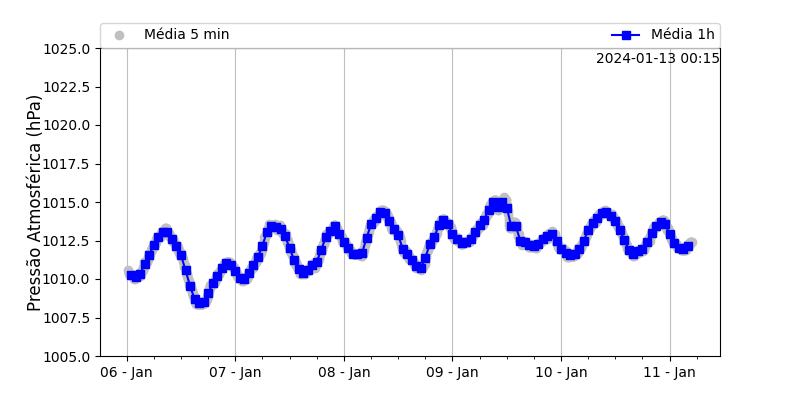 Média 5 min
Média 1h
2024-01-13 00:15
Pressão Atmosférica (hPa)
1025.0
1022.5
1020.0
1017.5
1015.0
1012.5
1010.0
1007.5
1005.0
06 - Jan
07 - Jan
08 - Jan
09 - Jan
10 - Jan
11 - Jan